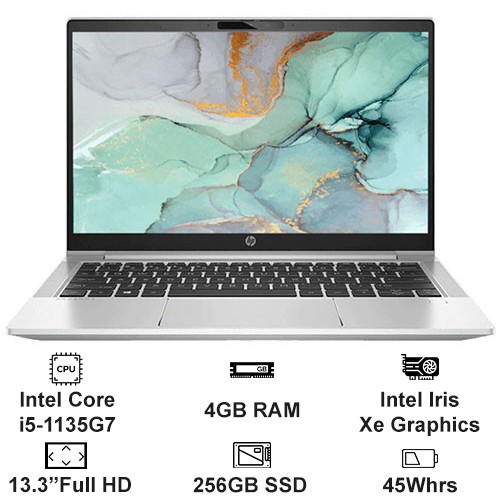 hp
CPU
GB
Intel Core
i5-1135G7
4GB RAM
Intel Iris
Xe Graphics
13.3”Full HD
256GB SSD
45Whrs